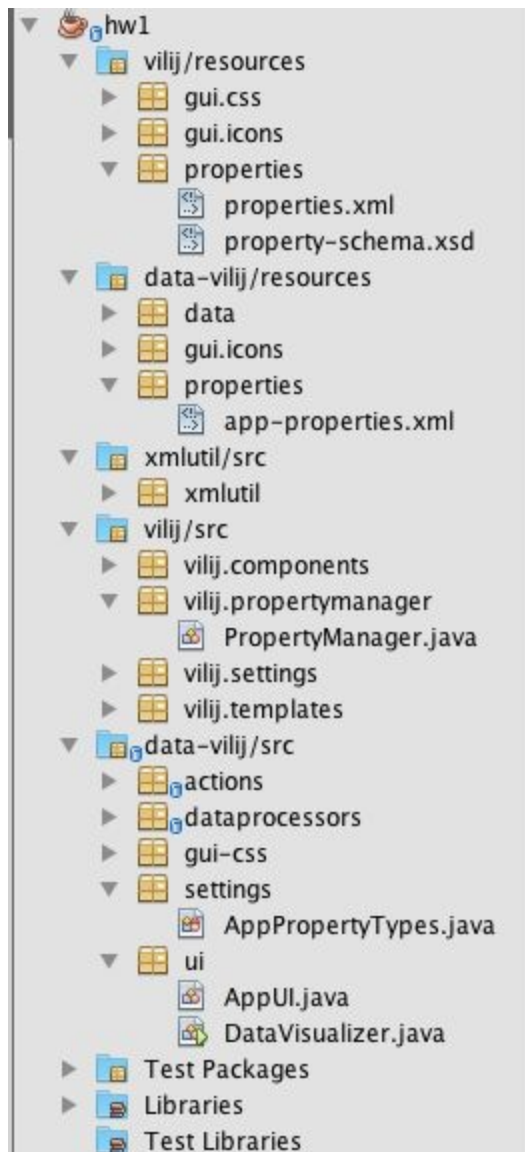 hw1
vilij/resources
gui.css
gui.icons
properties
properties.xml
property-schema.xsd
data-vilij/resources
data
gui.icons
properties
app-properties.xml
xmlutil/src
xmlutil
vilij/src
vilij.components
vilij.propertymanager
PropertyManager.java
vilij.settings
vilij.templates
data-vilij/src
actions
dataprocessors
gui-css
settings
AppPropertyTypes.java
ui
AppUI.java
DataVisualizer.java
Test Packages
Libraries
Test Libraries